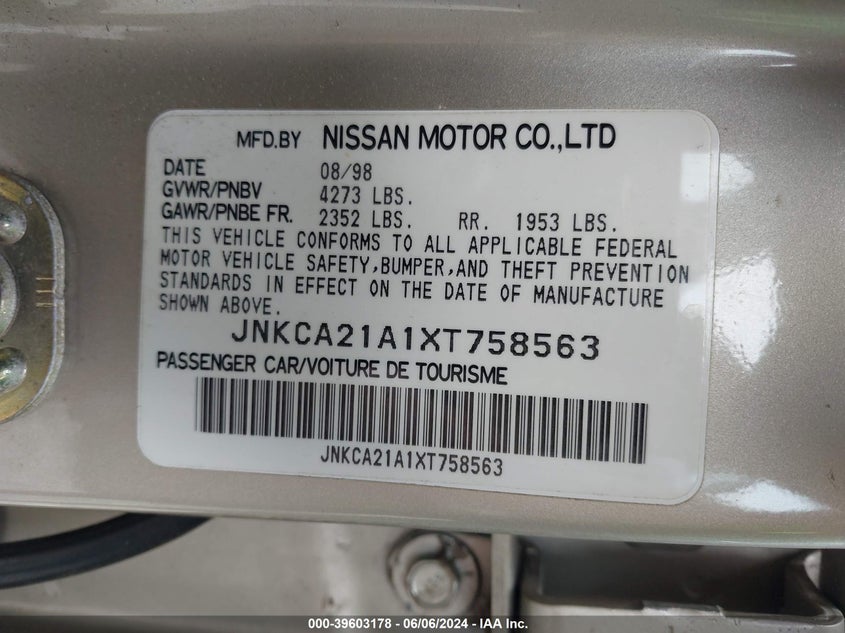 MFD.BY NISSAN MOTOR CO.,LTD
DATE 08/98
GVWR/PNBV 4273 LBS.
GAWR/PNBE FR. 2352 LBS. RR. 1953 LBS.
THIS VEHICLE CONFORMS TO ALL APPLICABLE FEDERAL
MOTOR VEHICLE SAFETY,BUMPER,AND THEFT PREVENTION
STANDARDS IN EFFECT ON THE DATE OF MANUFACTURE
SHOWN ABOVE.
JNKCA21A1XT758563
PASSENGER CAR/VOITURE DE TOURISME
JNKCA21A1XT758563
000-39603178 - 06/06/2024 - IAA Inc.